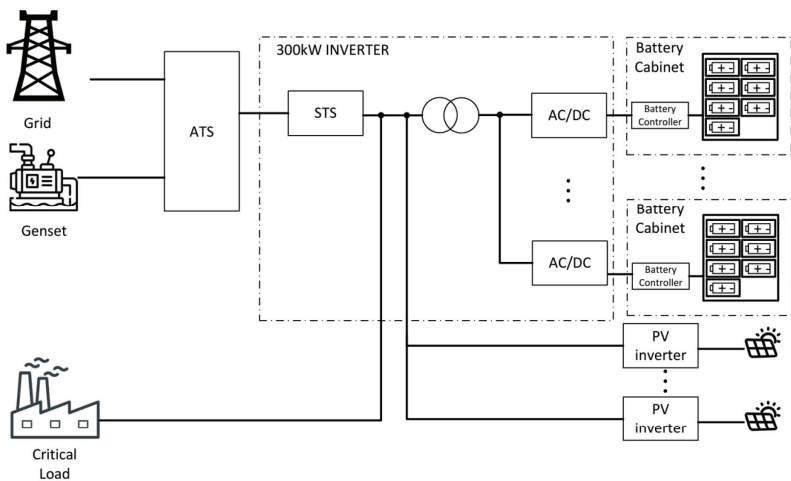 300kW INVERTER
Battery
Cabinet
Grid
ATS
STS
AC/DC
Battery
Controller
Genset
Battery
Cabinet
AC/DC
Battery
Controller
PV
inverter
PV
inverter
Critical
Load